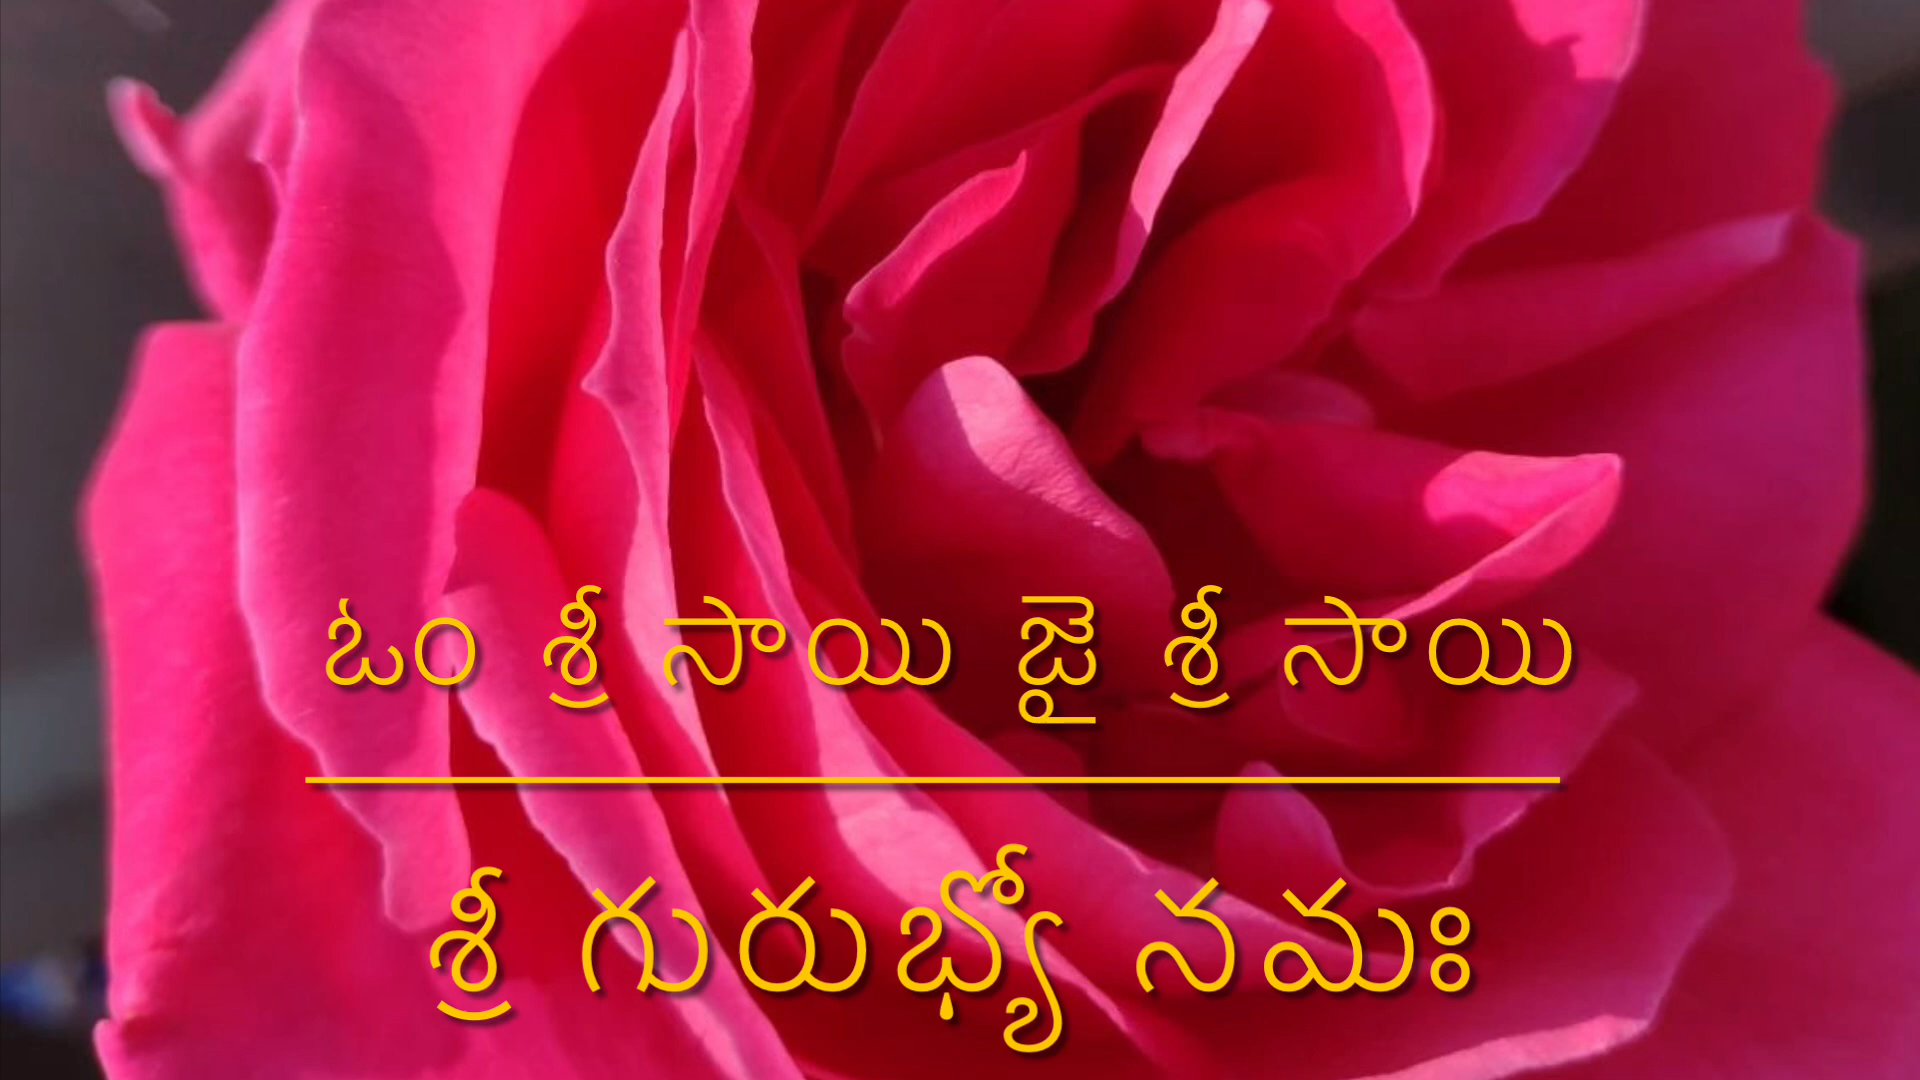 ఓం శ్రీ సాయి జై శ్రీ సాయి
శ్రీ గురుభ్యో నమః